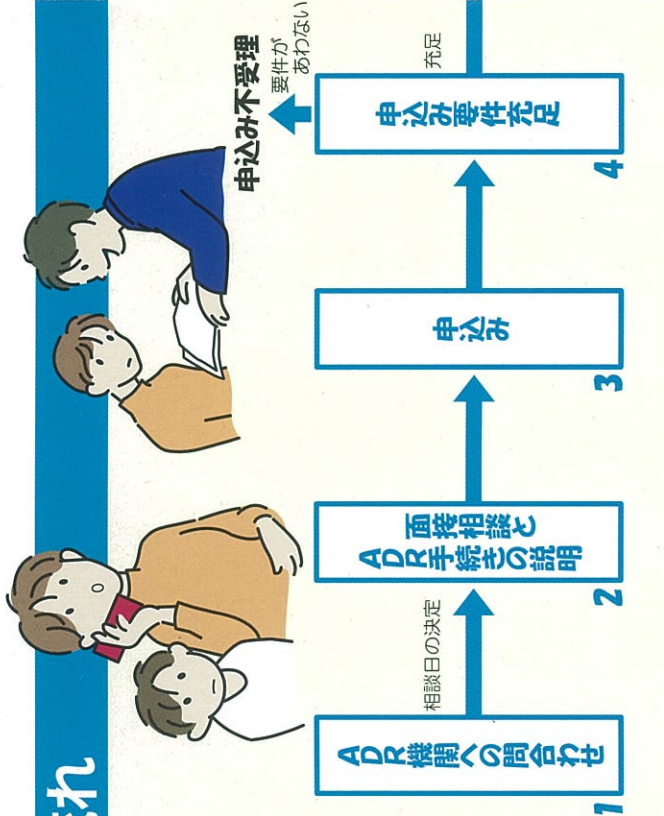 れ
1
ADR機関への問合わせ
相談日の決定
2
面接相談と
ADR手続きの説明
3
申込み
4
申込み要件充足
要件が
あわない
申込み不受理
充足